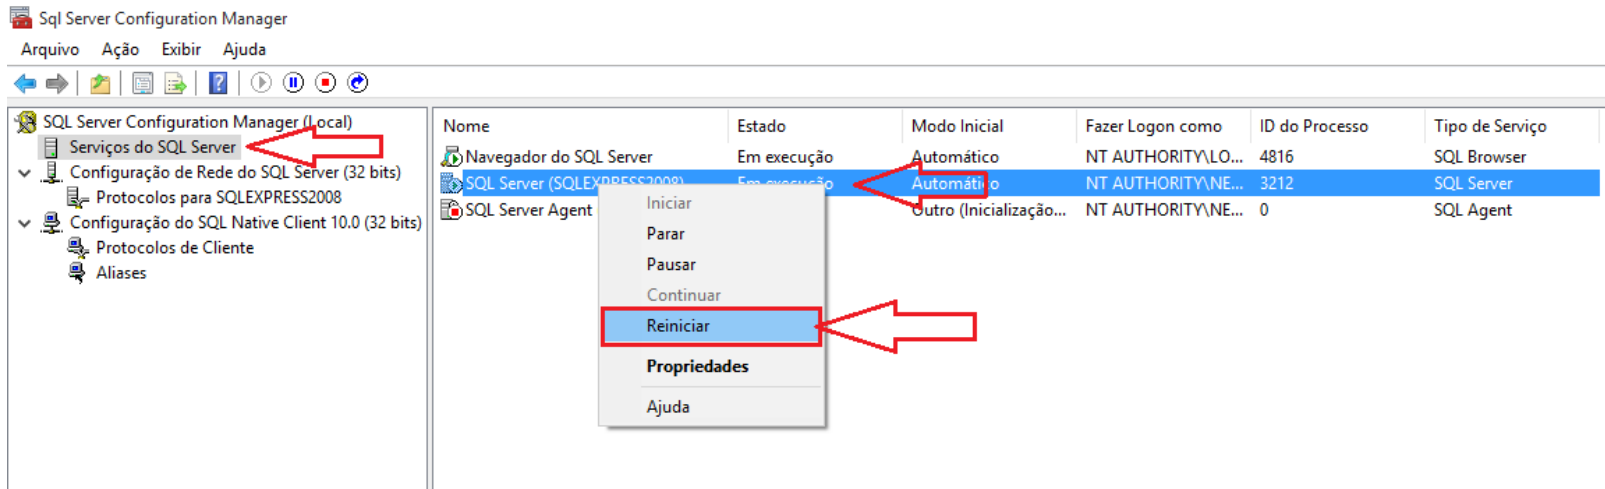 Sql Server Configuration Manager
Arquivo Ação Exibir Ajuda
SQL Server Configuration Manager (Local)
Serviços do SQL Server
Configuração de Rede do SQL Server (32 bits)
Protocolos para SQLEXPRESS2008
Configuração do SQL Native Client 10.0 (32 bits)
Protocolos de Cliente
Aliases
Nome Estado Modo Inicial Fazer Logon como ID do Processo Tipo de Serviço
Navegador do SQL Server Em execução Automático NT AUTHORITY\LO... 4816 SQL Browser
SQL Server (SQLEXPRESS2008) Em execução Automático NT AUTHORITY\NE... 3212 SQL Server
SQL Server Agent Outro (Inicialização... NT AUTHORITY\NE... 0 SQL Agent
Iniciar
Parar
Pausar
Continuar
Reiniciar
Propriedades
Ajuda